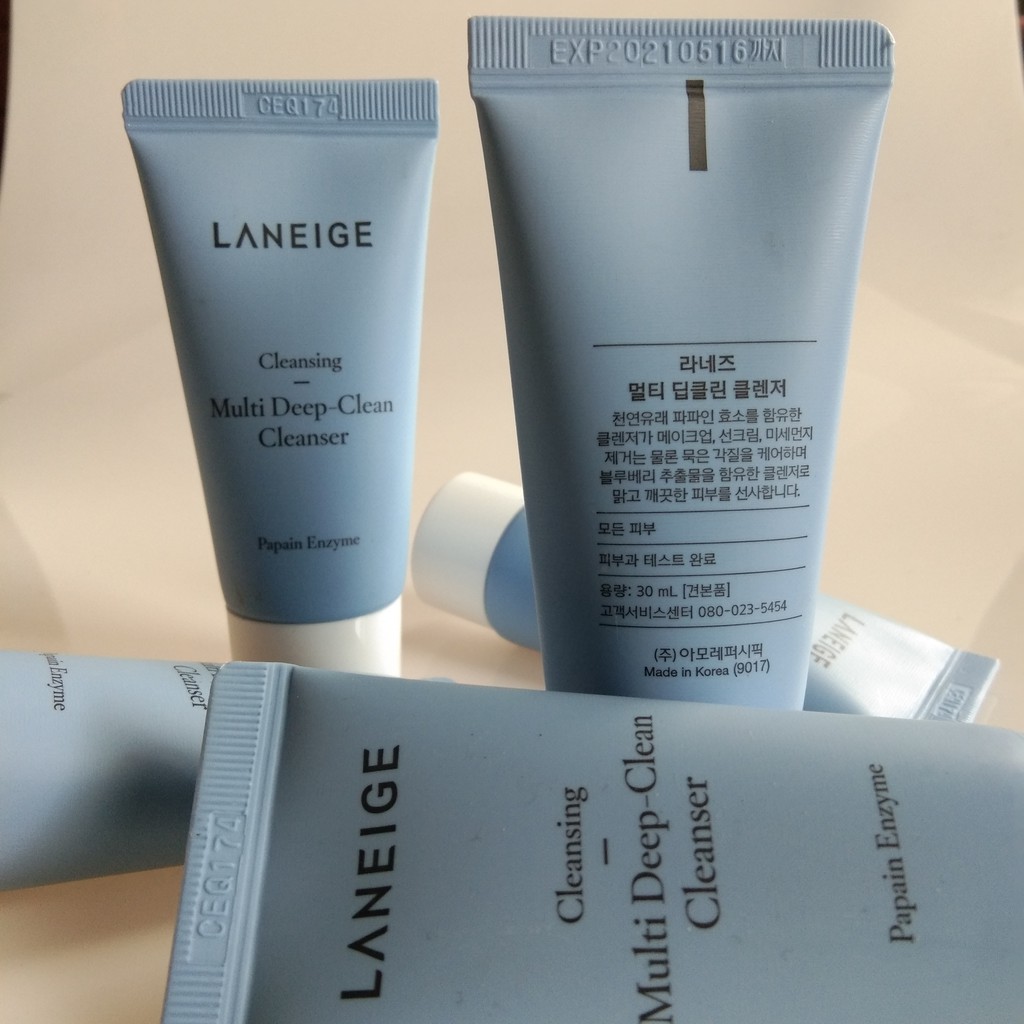 CEQ174
LANEIGE
Cleansing
Multi Deep-Clean
Cleanser
Papain Enzyme
EXP20210516까지
라네즈
멀티 딥클린 클렌저
천연유래 파파인 효소를 함유한
클렌저가 메이크업, 선크림, 미세먼지
제거는 물론 묵은 각질을 케어하며
블루베리 추출물을 함유한 클렌저로
맑고 깨끗한 피부를 선사합니다.
모든 피부
피부과 테스트 완료
용량: 30 mL [견본품]
고객서비스센터 080-023-5454
(주)아모레퍼시픽
Made in Korea (9017)
LANEIGE
Papain Enzyme
Cleanser
CEQ174
LANEIGE
Cleansing
Multi Deep-Clean
Cleanser
Papain Enzyme